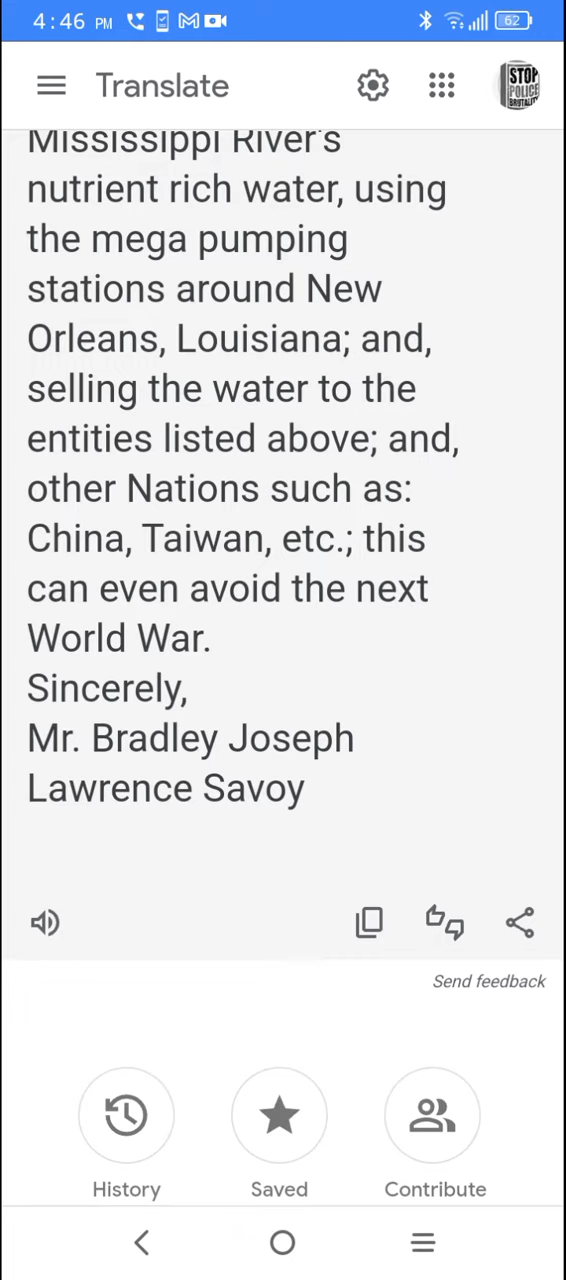 4:46 PM
62
Translate
STOP
POLICE
BRUTALITY
Mississippi River's
nutrient rich water, using
the mega pumping
stations around New
Orleans, Louisiana; and,
selling the water to the
entities listed above; and,
other Nations such as:
China, Taiwan, etc.; this
can even avoid the next
World War.
Sincerely,
Mr. Bradley Joseph
Lawrence Savoy
Send feedback
History
Saved
Contribute